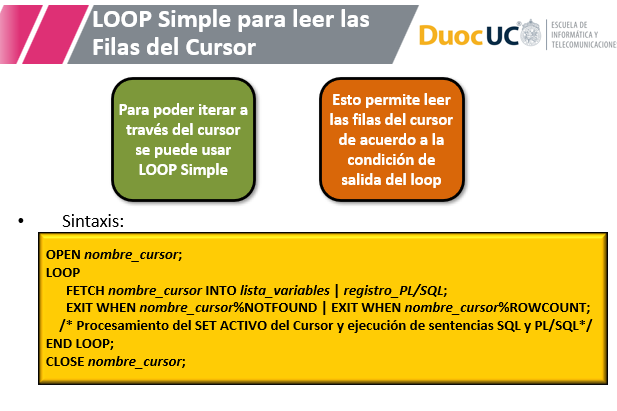 LOOP Simple para leer las
Filas del Cursor
DuocUC
ESCUELA DE
INFORMÁTICA Y
TELECOMUNICACIONE
Para poder iterar a
través del cursor
se puede usar
LOOP Simple
Esto permite leer
las filas del cursor
de acuerdo a la
condición de
salida del loop
• Sintaxis:
OPEN nombre_cursor;
LOOP
FETCH nombre_cursor INTO lista_variables | registro_PL/SQL;
EXIT WHEN nombre_cursor%NOTFOUND | EXIT WHEN nombre_cursor%ROWCOUNT;
/* Procesamiento del SET ACTIVO del Cursor y ejecución de sentencias SQL y PL/SQL*/
END LOOP;
CLOSE nombre_cursor;